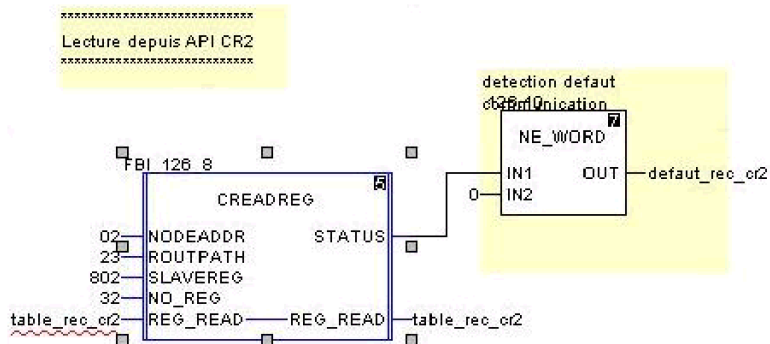 ****************************
Lecture depuis API CR2
****************************
detection defaut
communication
7
NE_WORD
IN1 OUT defaut_rec_cr2
0 IN2
FBI_126_8
5
CREADREG
02 NODEADDR STATUS
23 ROUTPATH
802 SLAVEREG
32 NO_REG
table_rec_cr2 REG_READ REG_READ table_rec_cr2